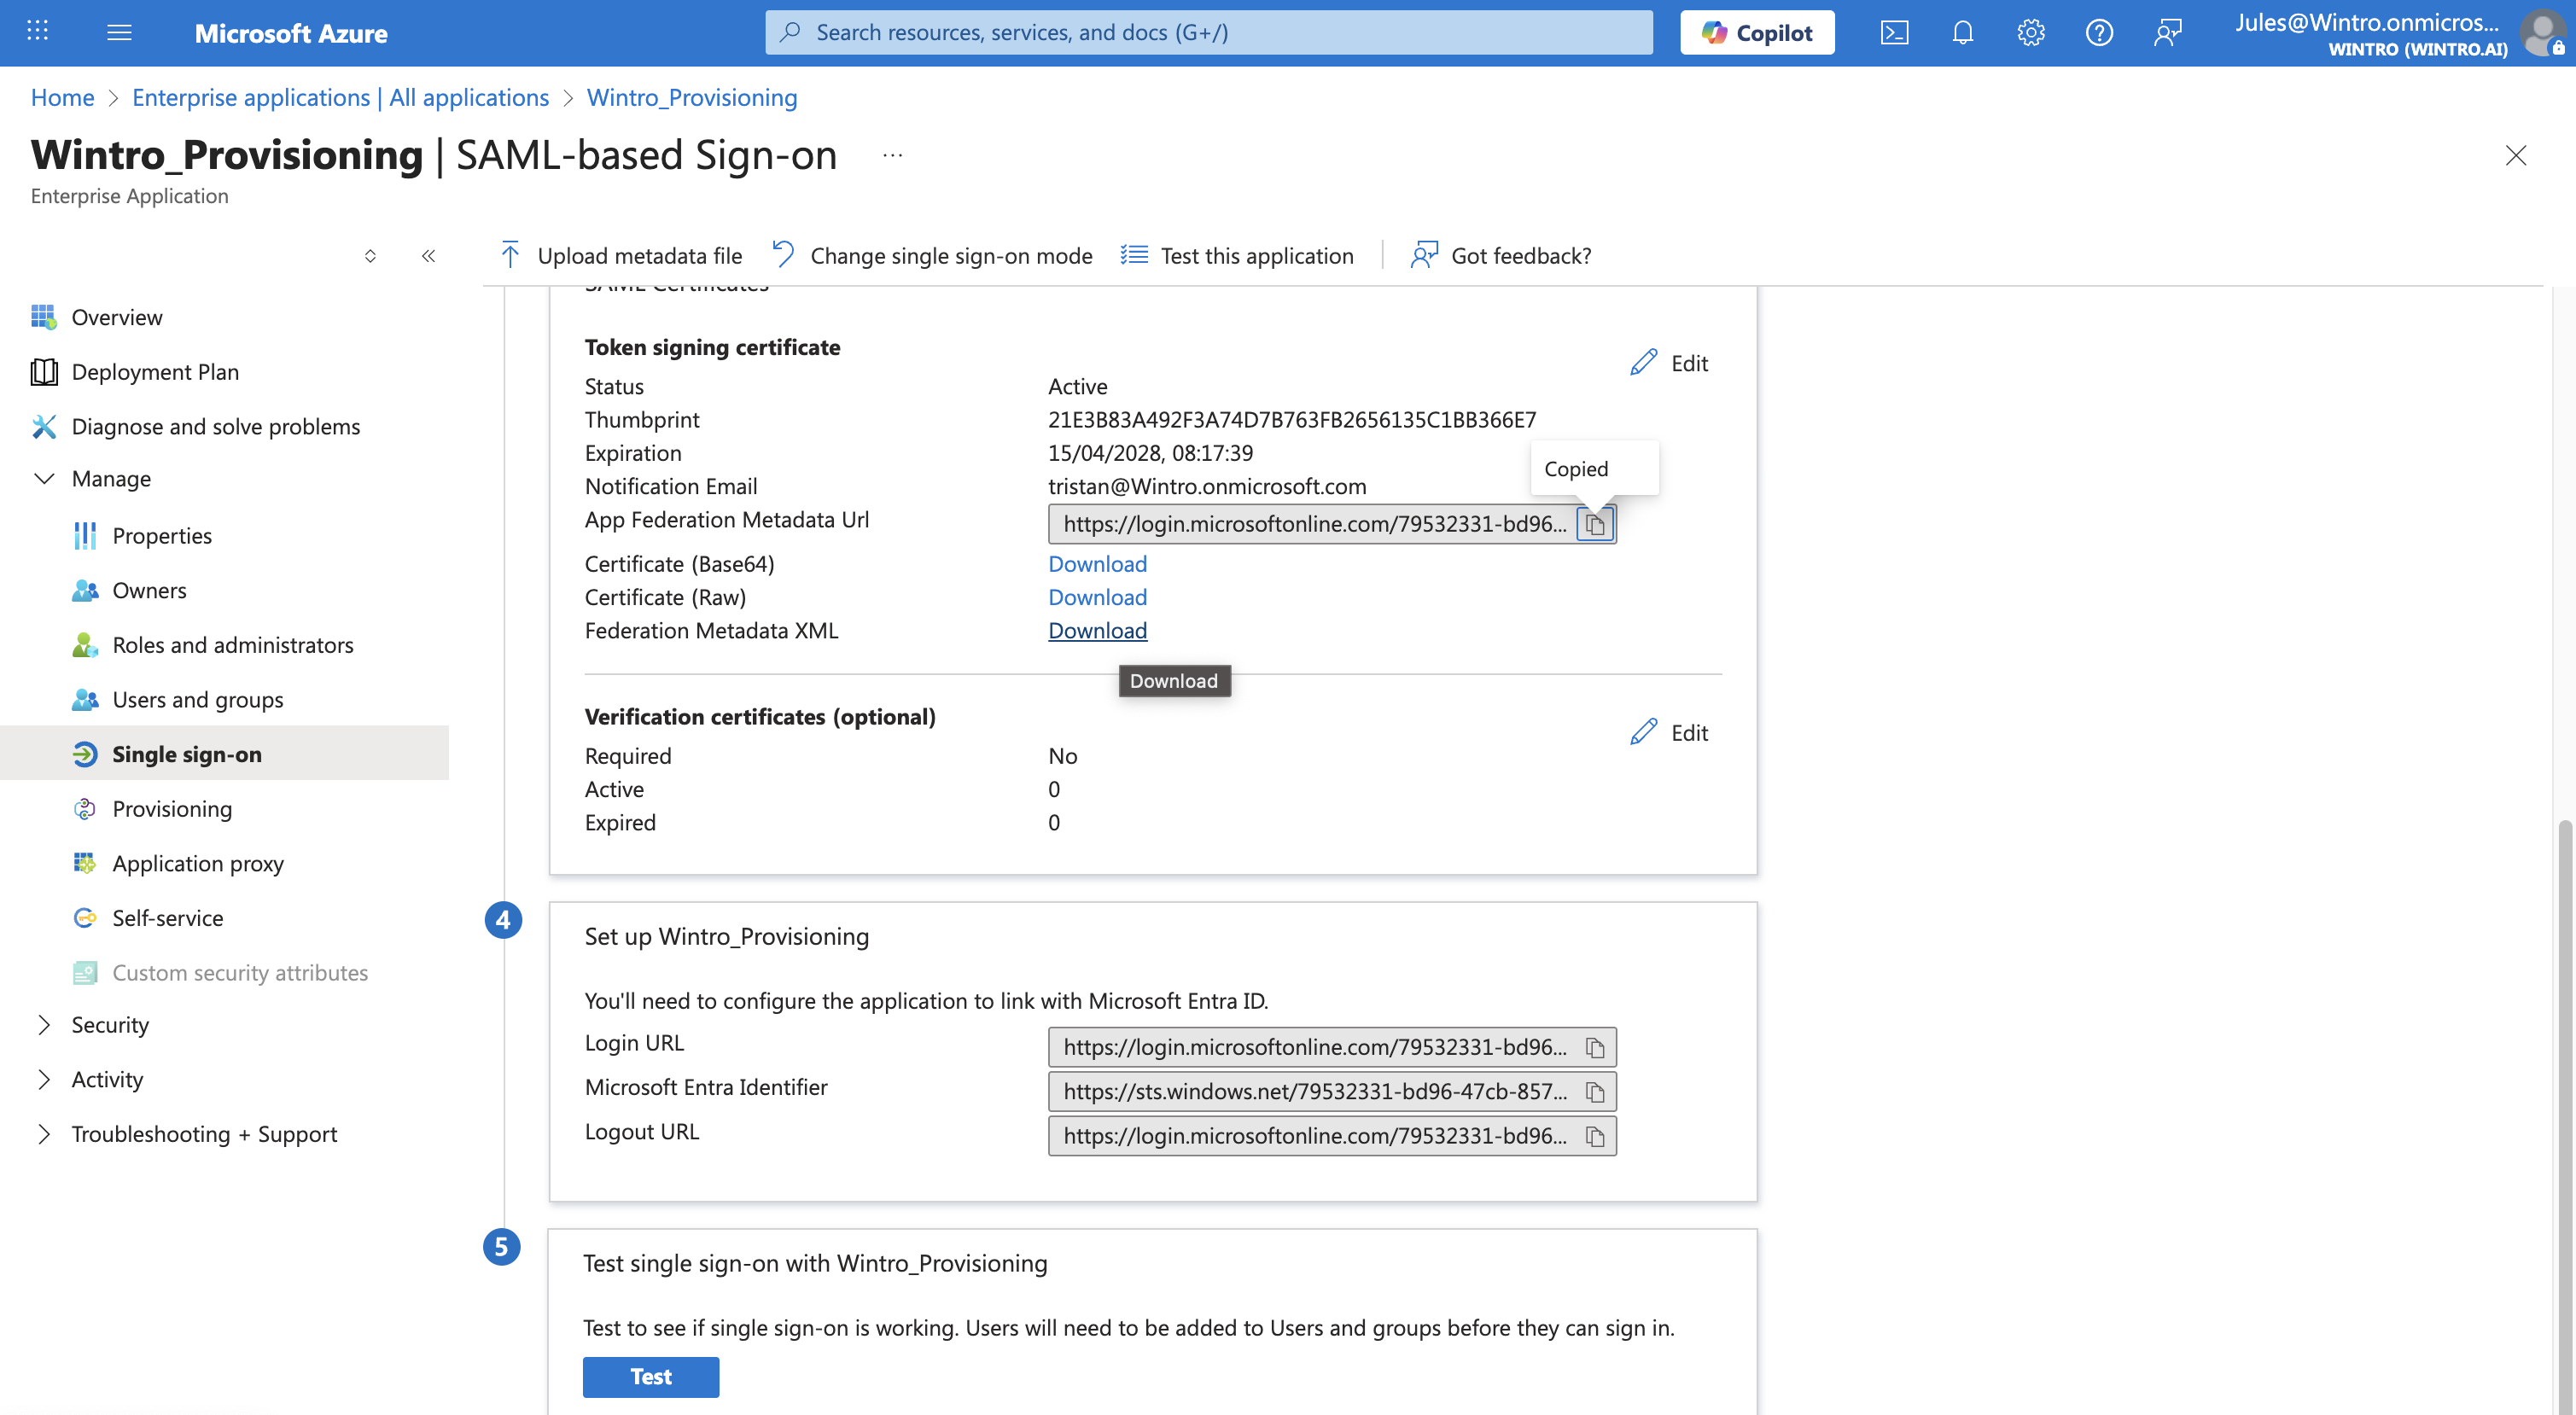 Microsoft Azure
Search resources, services, and docs (G+/)
Copilot
Jules@Wintro.onmicros...
WINTRO (WINTRO.AI)
Home > Enterprise applications | All applications > Wintro_Provisioning
Wintro_Provisioning | SAML-based Sign-on ...
Enterprise Application
Upload metadata file
Change single sign-on mode
Test this application
Got feedback?
Overview
Deployment Plan
Diagnose and solve problems
Manage
Properties
Owners
Roles and administrators
Users and groups
Single sign-on
Provisioning
Application proxy
Self-service
Custom security attributes
Security
Activity
Troubleshooting + Support
SAML Certificates
Token signing certificate
Edit
Status Active
Thumbprint 21E3B83A492F3A74D7B763FB2656135C1BB366E7
Expiration 15/04/2028, 08:17:39
Copied
Notification Email tristan@Wintro.onmicrosoft.com
App Federation Metadata Url https://login.microsoftonline.com/79532331-bd96...
Certificate (Base64) Download
Certificate (Raw) Download
Federation Metadata XML Download
Download
Verification certificates (optional)
Edit
Required No
Active 0
Expired 0
4
Set up Wintro_Provisioning
You'll need to configure the application to link with Microsoft Entra ID.
Login URL https://login.microsoftonline.com/79532331-bd96...
Microsoft Entra Identifier https://sts.windows.net/79532331-bd96-47cb-857...
Logout URL https://login.microsoftonline.com/79532331-bd96...
5
Test single sign-on with Wintro_Provisioning
Test to see if single sign-on is working. Users will need to be added to Users and groups before they can sign in.
Test